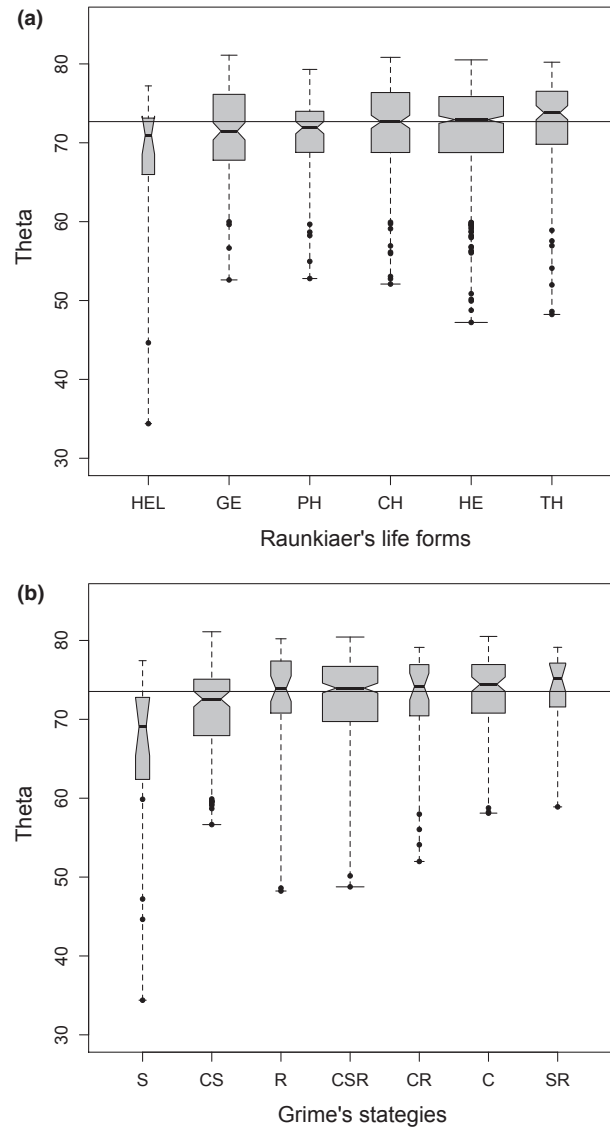 (a)
80
70
60
50
40
30
Theta
HEL GE PH CH HE TH
Raunkiaer's life forms
(b)
80
70
60
50
40
30
Theta
S CS R CSR CR C SR
Grime's stategies